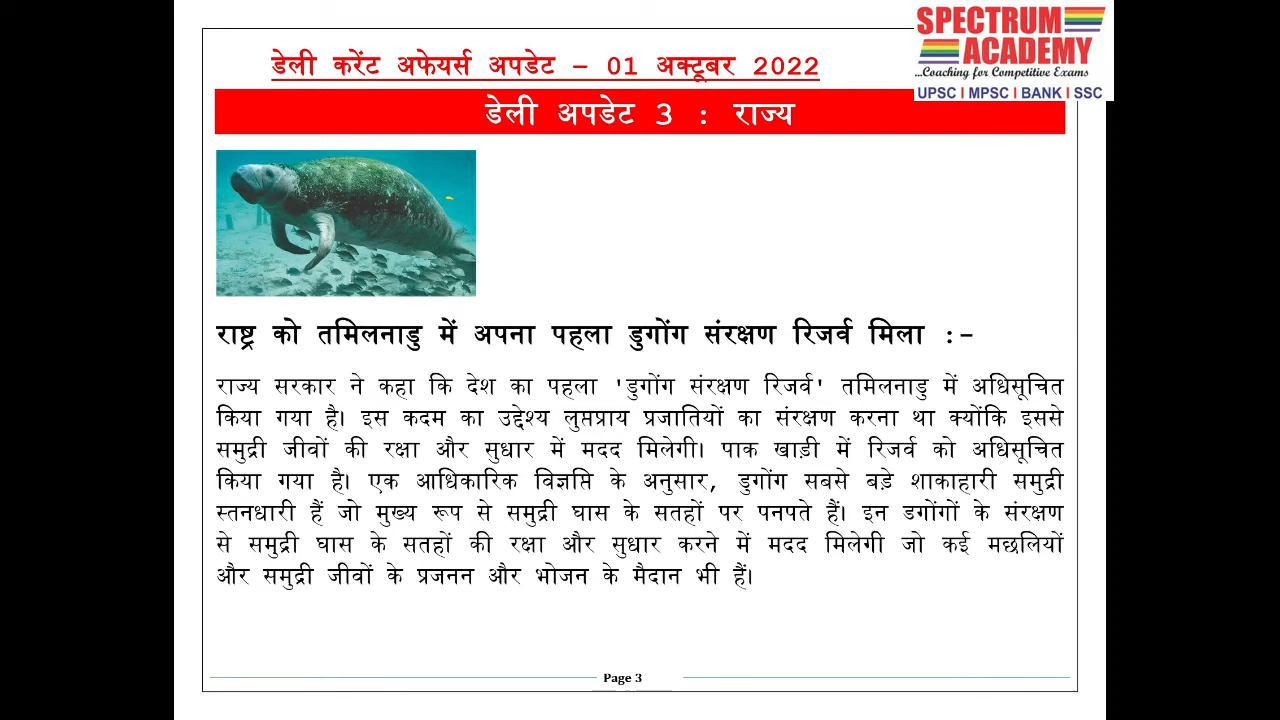 SPECTRUM
ACADEMY
...Coaching for Competitive Exams
UPSC | MPSC | BANK | SSC
डेली करेंट अफेयर्स अपडेट – 01 अक्टूबर 2022
डेली अपडेट 3 : राज्य
राष्ट्र को तमिलनाडु में अपना पहला डुगोंग संरक्षण रिजर्व मिला :-
राज्य सरकार ने कहा कि देश का पहला 'डुगोंग संरक्षण रिजर्व' तमिलनाडु में अधिसूचित
किया गया है। इस कदम का उद्देश्य लुप्तप्राय प्रजातियों का संरक्षण करना था क्योंकि इससे
समुद्री जीवों की रक्षा और सुधार में मदद मिलेगी। पाक खाड़ी में रिजर्व को अधिसूचित
किया गया है। एक आधिकारिक विज्ञप्ति के अनुसार, डुगोंग सबसे बड़े शाकाहारी समुद्री
स्तनधारी हैं जो मुख्य रूप से समुद्री घास के सतहों पर पनपते हैं। इन डगोंगों के संरक्षण
से समुद्री घास के सतहों की रक्षा और सुधार करने में मदद मिलेगी जो कई मछलियों
और समुद्री जीवों के प्रजनन और भोजन के मैदान भी हैं।
Page 3